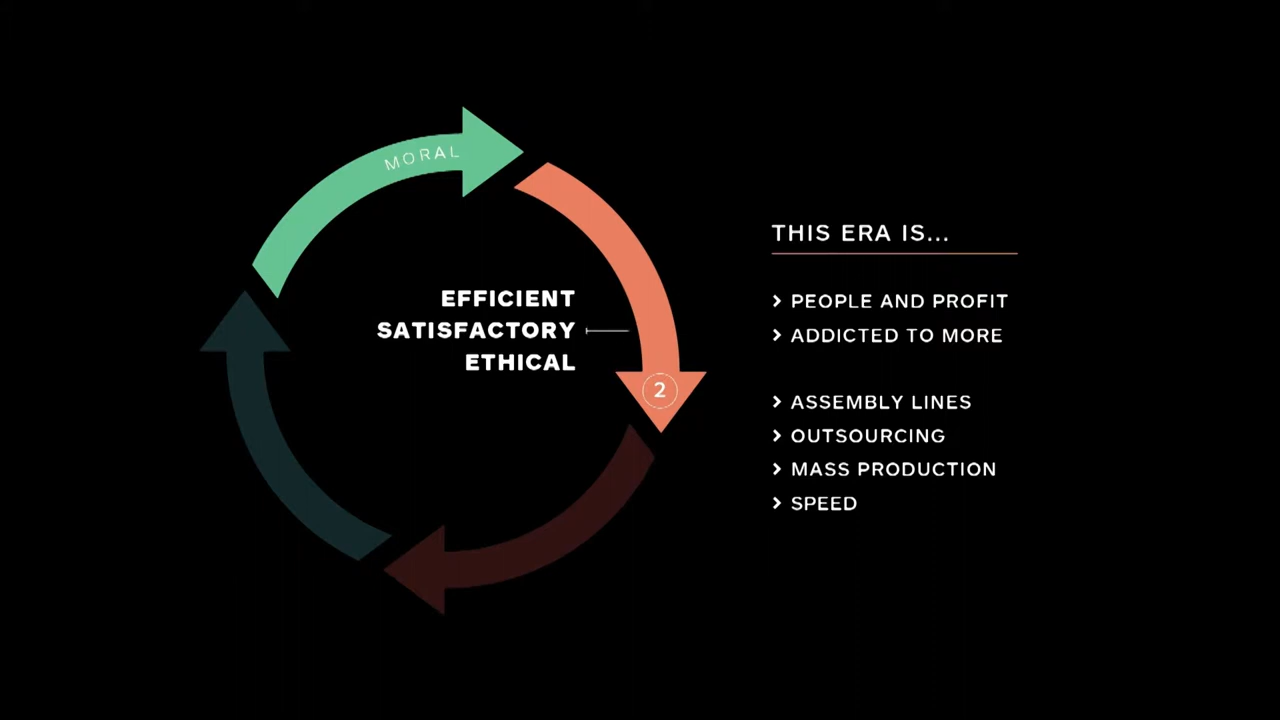 MORAL
EFFICIENT
SATISFACTORY
ETHICAL
2
THIS ERA IS...
> PEOPLE AND PROFIT
> ADDICTED TO MORE
> ASSEMBLY LINES
> OUTSOURCING
> MASS PRODUCTION
> SPEED